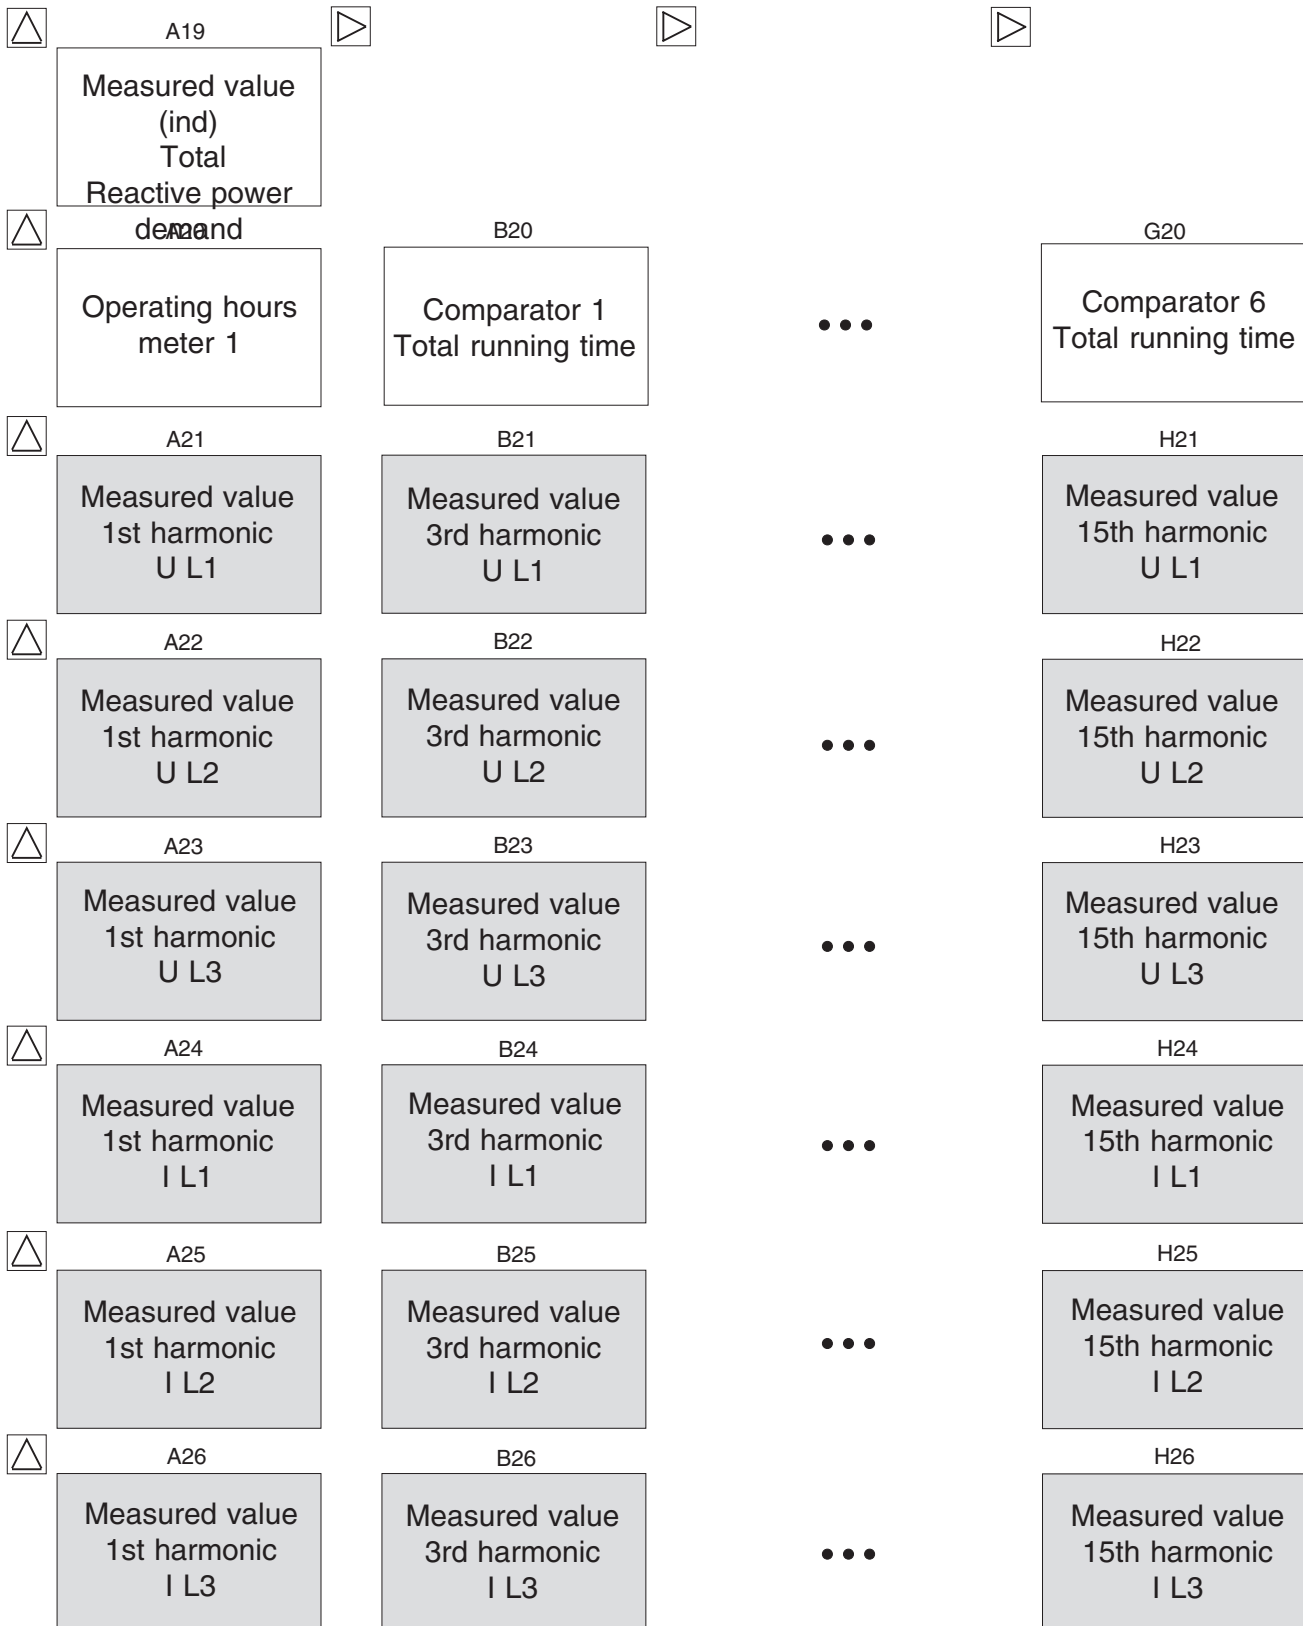 A19
Measured value
(ind)
Total
Reactive power
demand
A20
B20
G20
Operating hours
meter 1
Comparator 1
Total running time
Comparator 6
Total running time
A21
B21
H21
Measured value
1st harmonic
U L1
Measured value
3rd harmonic
U L1
Measured value
15th harmonic
U L1
A22
B22
H22
Measured value
1st harmonic
U L2
Measured value
3rd harmonic
U L2
Measured value
15th harmonic
U L2
A23
B23
H23
Measured value
1st harmonic
U L3
Measured value
3rd harmonic
U L3
Measured value
15th harmonic
U L3
A24
B24
H24
Measured value
1st harmonic
I L1
Measured value
3rd harmonic
I L1
Measured value
15th harmonic
I L1
A25
B25
H25
Measured value
1st harmonic
I L2
Measured value
3rd harmonic
I L2
Measured value
15th harmonic
I L2
A26
B26
H26
Measured value
1st harmonic
I L3
Measured value
3rd harmonic
I L3
Measured value
15th harmonic
I L3